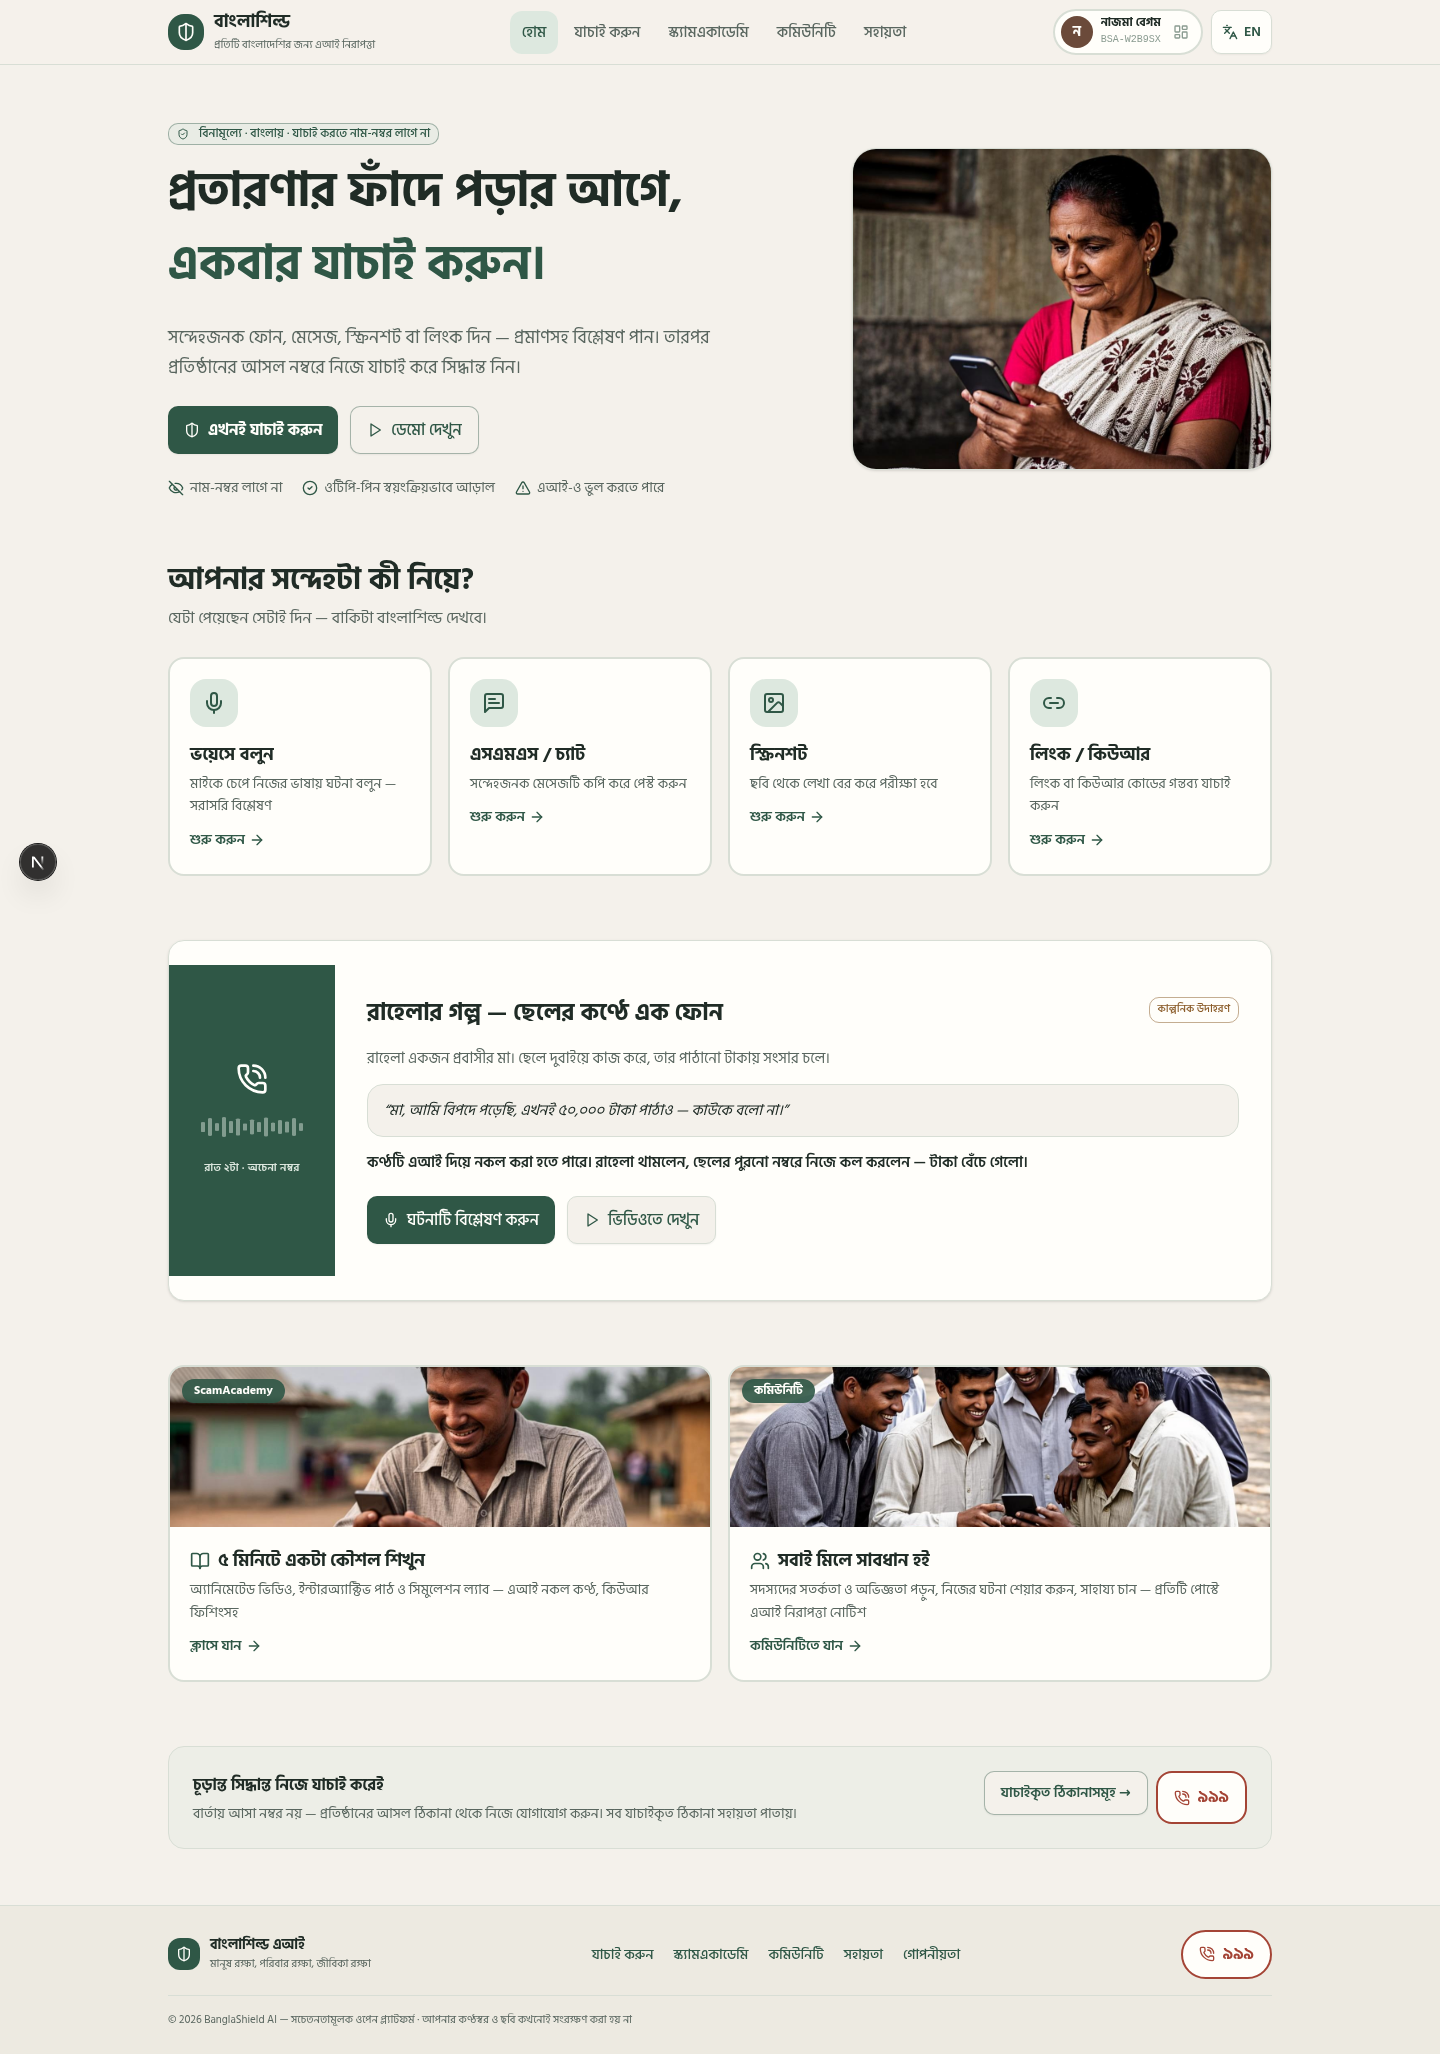 বাংলাশিল্ড
প্রতিটি বাংলাদেশির জন্য এআই নিরাপত্তা
হোম
যাচাই করুন
স্ক্যামএকাডেমি
কমিউনিটি
সহায়তা
ন
নাজমা বেগম
BSA-W2B9SX
EN
বিনামূল্যে · বাংলায় · যাচাই করতে নাম-নম্বর লাগে না
প্রতারণার ফাঁদে পড়ার আগে,
একবার যাচাই করুন।
সন্দেহজনক ফোন, মেসেজ, স্ক্রিনশট বা লিংক দিন — প্রমাণসহ বিশ্লেষণ পান। তারপর
প্রতিষ্ঠানের আসল নম্বরে নিজে যাচাই করে সিদ্ধান্ত নিন।
এখনই যাচাই করুন
ডেমো দেখুন
নাম-নম্বর লাগে না
ওটিপি-পিন স্বয়ংক্রিয়ভাবে আড়াল
এআই-ও ভুল করতে পারে
আপনার সন্দেহটা কী নিয়ে?
যেটা পেয়েছেন সেটাই দিন — বাকিটা বাংলাশিল্ড দেখবে।
ভয়েসে বলুন
মাইকে চেপে নিজের ভাষায় ঘটনা বলুন —
সরাসরি বিশ্লেষণ
শুরু করুন →
এসএমএস / চ্যাট
সন্দেহজনক মেসেজটি কপি করে পেস্ট করুন
শুরু করুন →
স্ক্রিনশট
ছবি থেকে লেখা বের করে পরীক্ষা হবে
শুরু করুন →
লিংক / কিউআর
লিংক বা কিউআর কোডের গন্তব্য যাচাই
করুন
শুরু করুন →
N
রাত ২টা · অচেনা নম্বর
রাহেলার গল্প — ছেলের কণ্ঠে এক ফোন
কাল্পনিক উদাহরণ
রাহেলা একজন প্রবাসীর মা। ছেলে দুবাইয়ে কাজ করে, তার পাঠানো টাকায় সংসার চলে।
“মা, আমি বিপদে পড়েছি, এখনই ৫০,০০০ টাকা পাঠাও — কাউকে বলো না।”
কণ্ঠটি এআই দিয়ে নকল করা হতে পারে। রাহেলা থামলেন, ছেলের পুরনো নম্বরে নিজে কল করলেন — টাকা বেঁচে গেলো।
ঘটনাটি বিশ্লেষণ করুন
ভিডিওতে দেখুন
ScamAcademy
৫ মিনিটে একটা কৌশল শিখুন
অ্যানিমেটেড ভিডিও, ইন্টারঅ্যাক্টিভ পাঠ ও সিমুলেশন ল্যাব — এআই নকল কণ্ঠ, কিউআর
ফিশিংসহ
ক্লাসে যান →
কমিউনিটি
সবাই মিলে সাবধান হই
সদস্যদের সতর্কতা ও অভিজ্ঞতা পড়ুন, নিজের ঘটনা শেয়ার করুন, সাহায্য চান — প্রতিটি পোস্টে
এআই নিরাপত্তা নোটিশ
কমিউনিটিতে যান →
চূড়ান্ত সিদ্ধান্ত নিজে যাচাই করেই
বার্তায় আসা নম্বর নয় — প্রতিষ্ঠানের আসল ঠিকানা থেকে নিজে যোগাযোগ করুন। সব যাচাইকৃত ঠিকানা সহায়তা পাতায়।
যাচাইকৃত ঠিকানাসমূহ →
৯৯৯
বাংলাশিল্ড এআই
মানুষ রক্ষা, পরিবার রক্ষা, জীবিকা রক্ষা
যাচাই করুন
স্ক্যামএকাডেমি
কমিউনিটি
সহায়তা
গোপনীয়তা
৯৯৯
© 2026 BanglaShield AI — সচেতনতামূলক ওপেন প্ল্যাটফর্ম · আপনার কণ্ঠস্বর ও ছবি কখনোই সংরক্ষণ করা হয় না